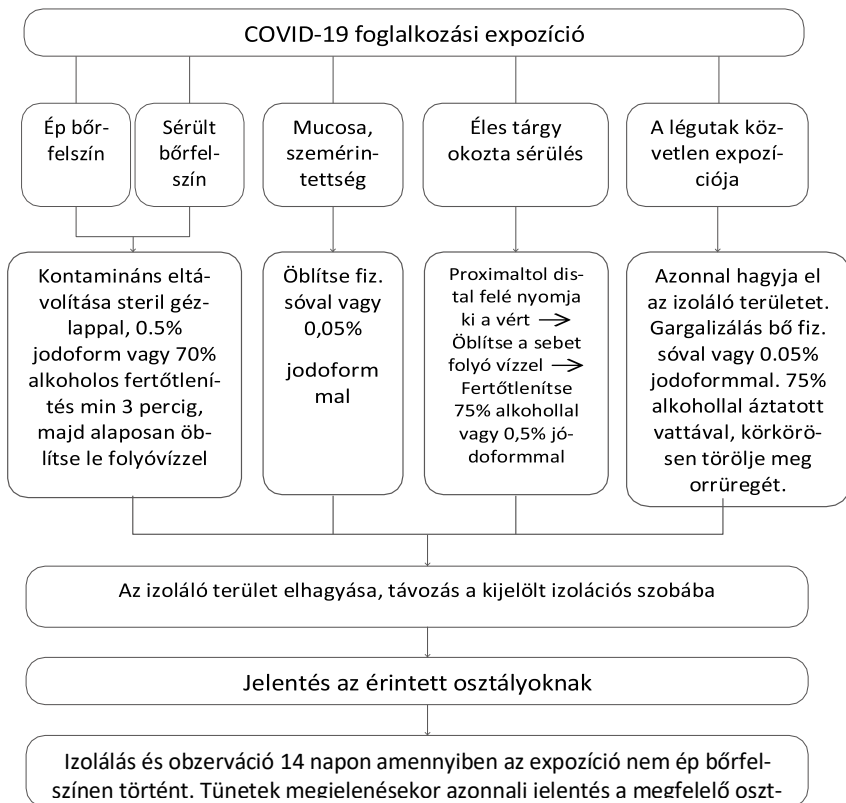 COVID-19 foglalkozási expozíció
Ép bőr-
felszín
Sérült
bőrfel-
szín
Mucosa,
szemérin-
tettség
Éles tárgy
okozta sérülés
A légutak köz-
vetlen expozí-
ciója
Kontamináns eltá-
volítása steril géz-
lappal, 0.5%
jodoform vagy 70%
alkoholos fertőtlení-
tés min 3 percig,
majd alaposan öb-
lítse le folyóvízzel
Öblítse fiz.
sóval vagy
0,05%
jodoform
mal
Proximaltol dis-
tal felé nyomja
ki a vért →
Öblítse a sebet
folyó vízzel →
Fertőtlenítse
75% alkohollal
vagy 0,5% jó-
doformmal
Azonnal hagyja el
az izoláló területet.
Gargalizálás bő fiz.
sóval vagy 0.05%
jodoformmal. 75%
alkohollal áztatott
vattával, körkörö-
sen törölje meg
orrüregét.
Az izoláló terület elhagyása, távozás a kijelölt izolációs szobába
Jelentés az érintett osztályoknak
Izolálás és obzerváció 14 napon amennyiben az expozíció nem ép bőrfel-
színen történt. Tünetek megjelenésekor azonnali jelentés a megfelelő oszt-